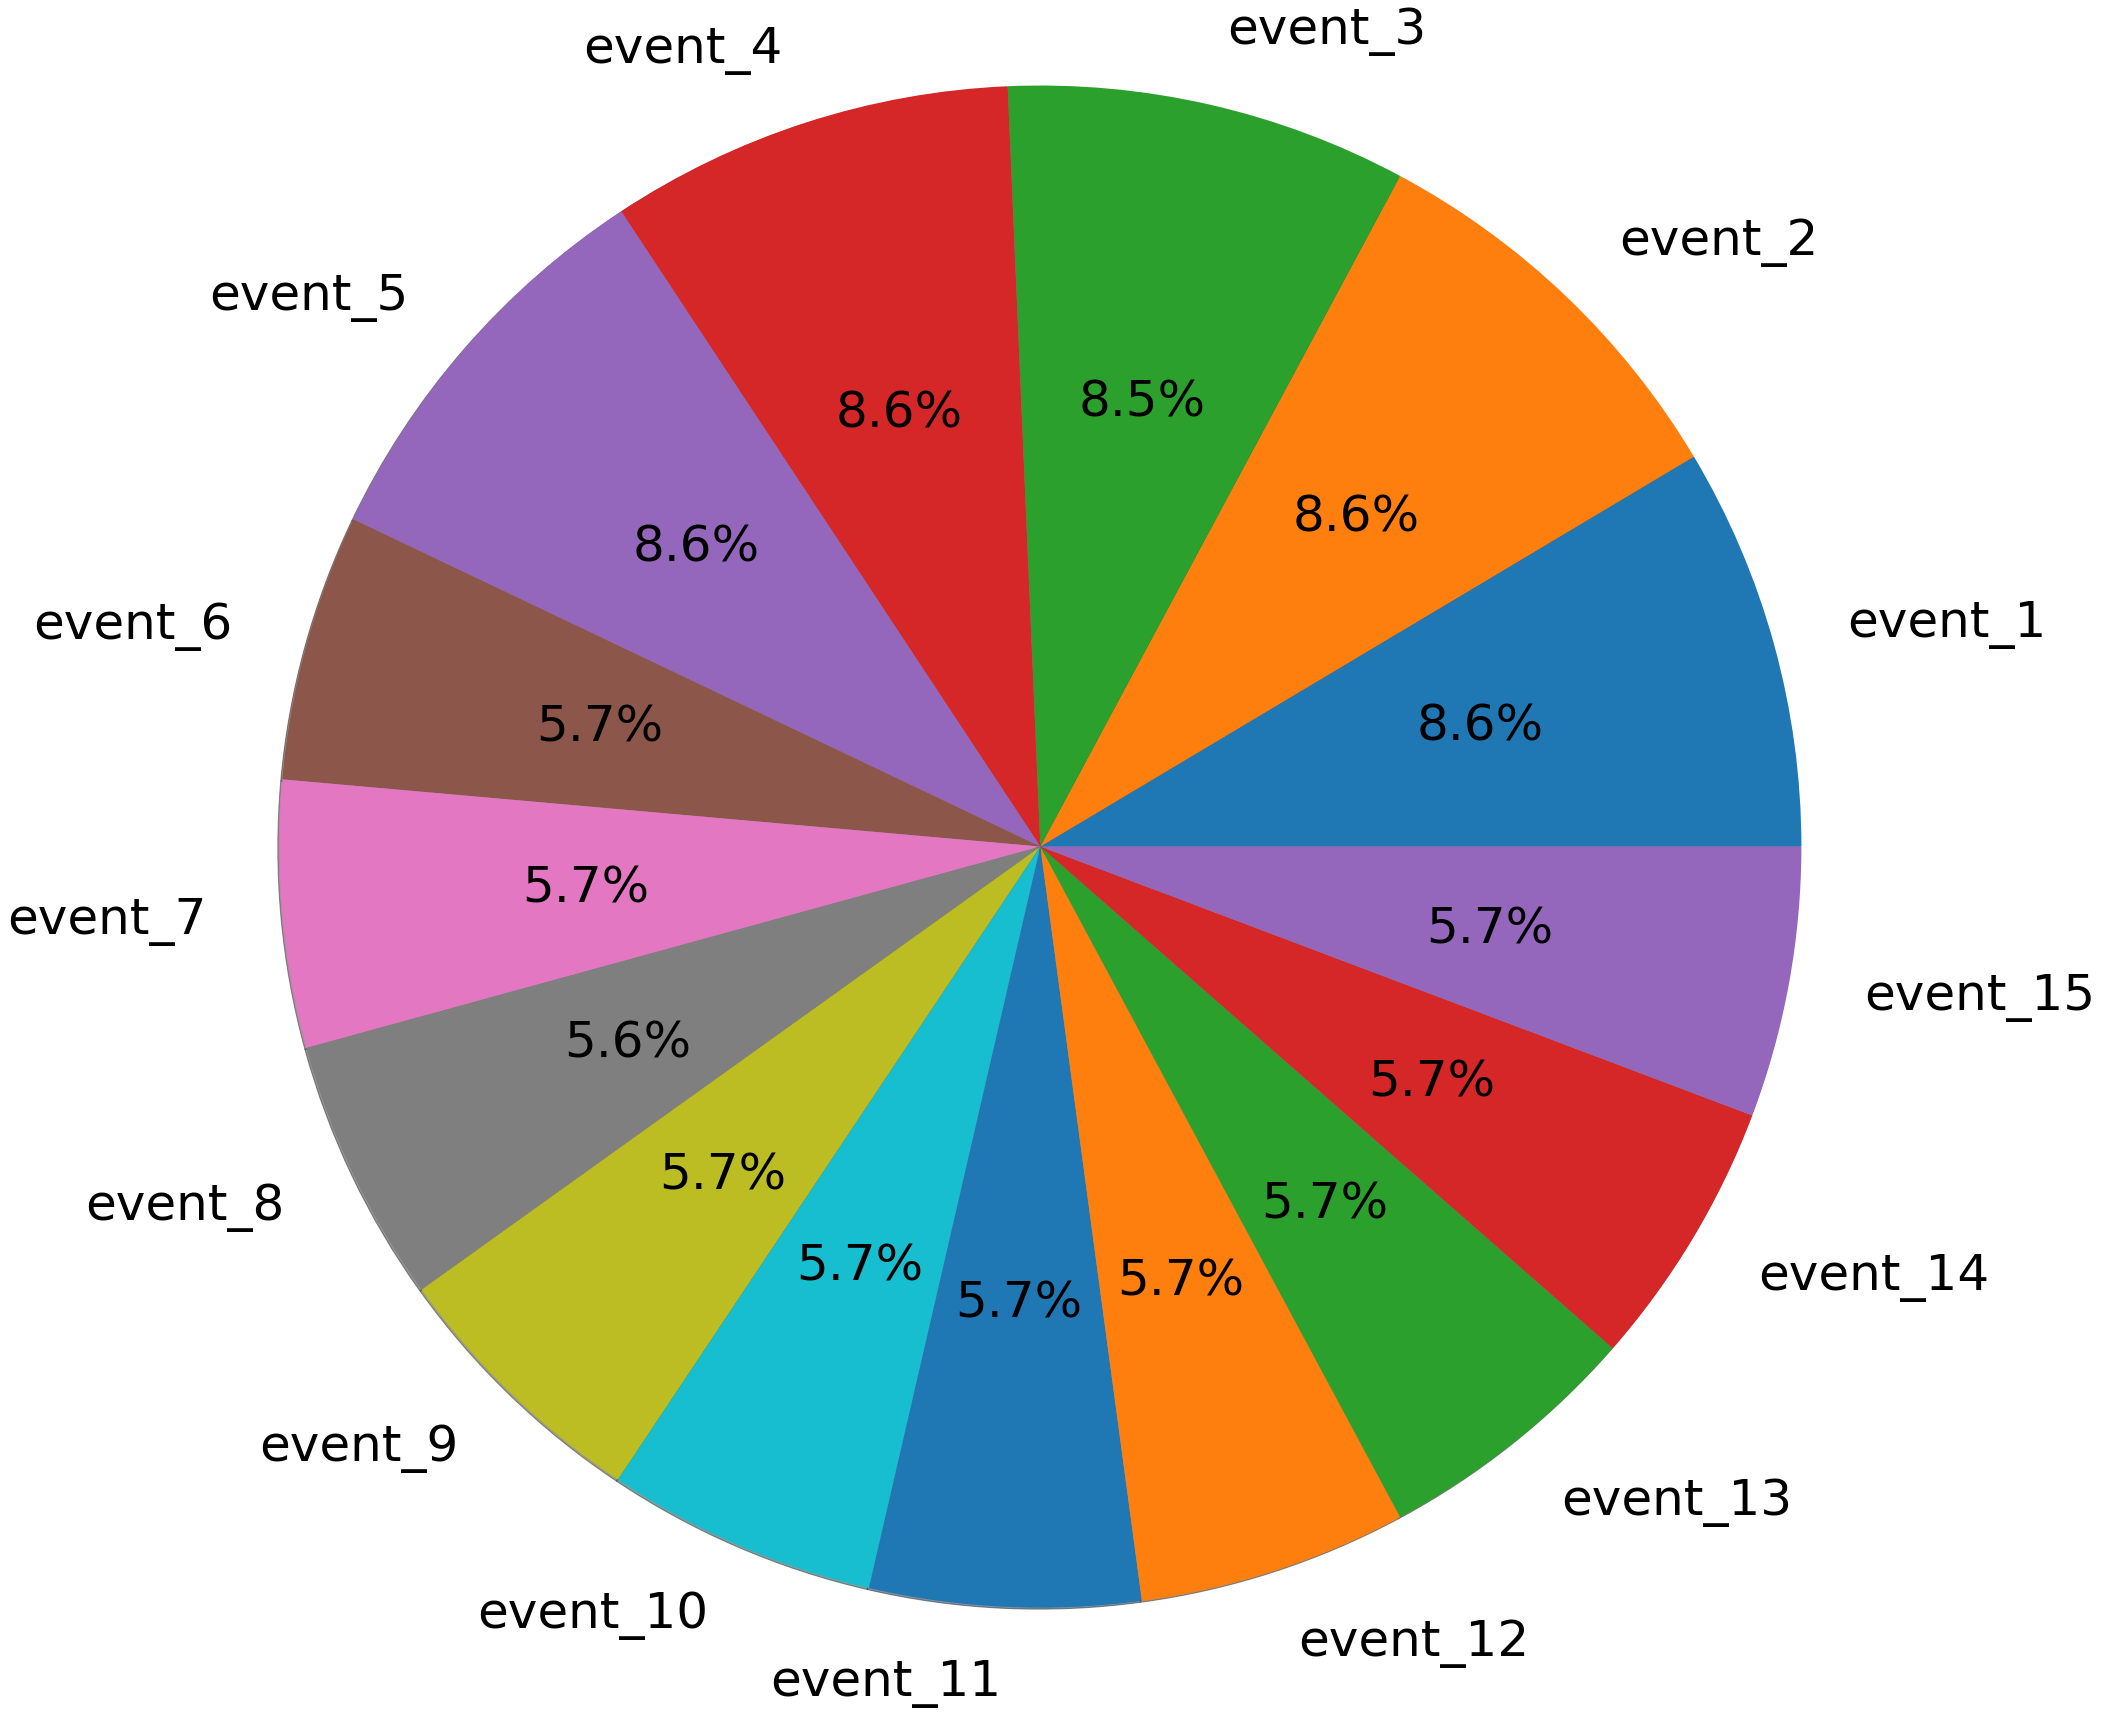 event_3
event_4
event_2
event_5
8.5%
8.6%
8.6%
8.6%
event_6
event_1
5.7%
8.6%
5.7%
event_7
5.7%
event_15
5.6%
5.7%
event_8
5.7%
5.7%
event_14
5.7%
5.7%
5.7%
event_9
event_13
event_10
event_12
event_11